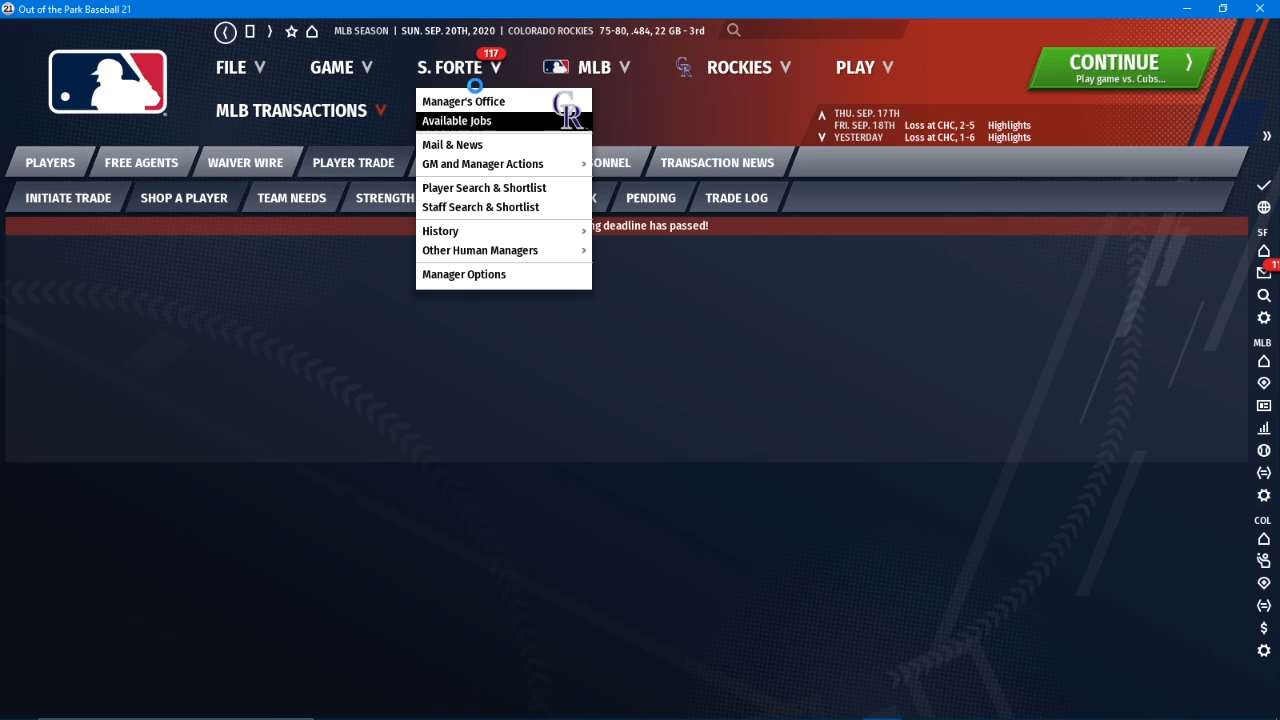 21 Out of the Park Baseball 21
MLB SEASON | SUN. SEP. 20TH, 2020 | COLORADO ROCKIES 75-80, .484, 22 GB - 3rd
117
FILE GAME S. FORTE MLB ROCKIES PLAY
CONTINUE
Play game vs. Cubs...
MLB TRANSACTIONS
THU. SEP. 17TH
FRI. SEP. 18TH Loss at CHC, 2-5 Highlights
YESTERDAY Loss at CHC, 1-6 Highlights
Manager's Office
Available Jobs
Mail & News
GM and Manager Actions
Player Search & Shortlist
Staff Search & Shortlist
History
Other Human Managers
Manager Options
PLAYERS FREE AGENTS WAIVER WIRE PLAYER TRADE SONNEL TRANSACTION NEWS
INITIATE TRADE SHOP A PLAYER TEAM NEEDS STRENGTH K PENDING TRADE LOG
ng deadline has passed!
SF
11
MLB
COL
$